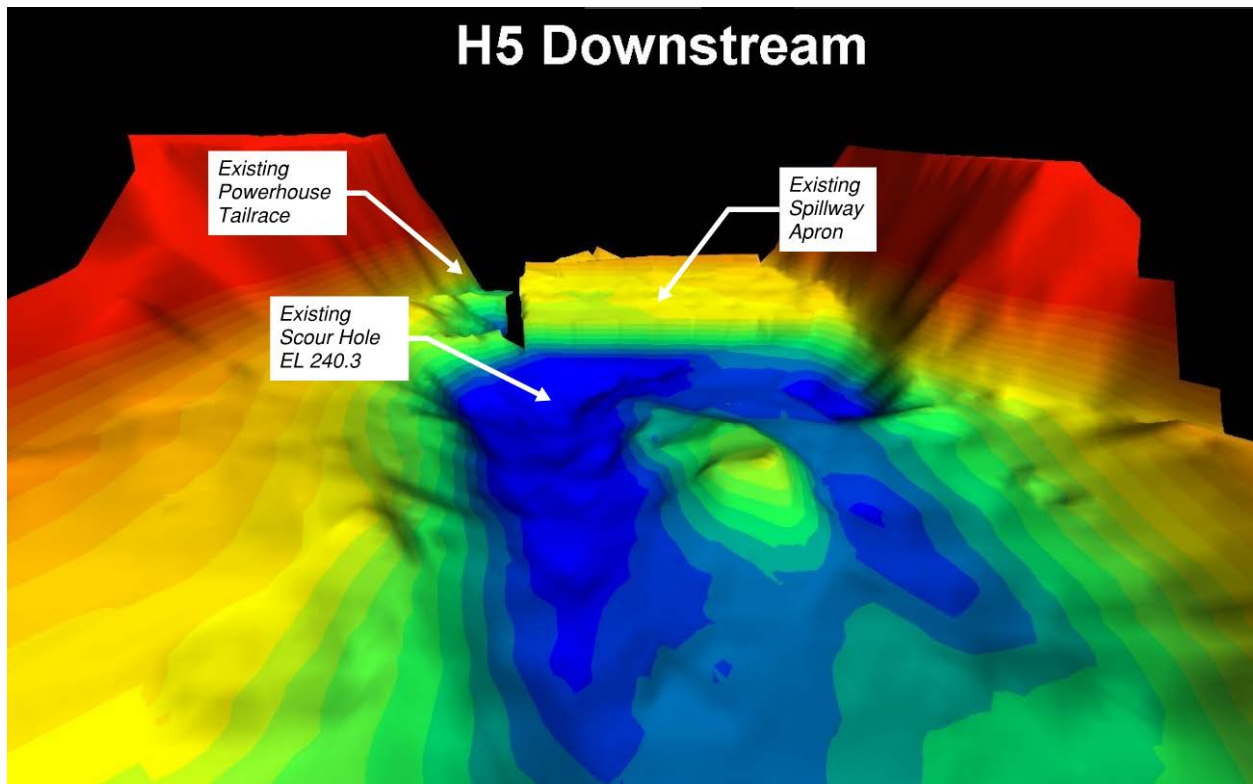 H5 Downstream
Existing
Powerhouse
Tailrace
Existing
Spillway
Apron
Existing
Scour Hole
EL 240.3